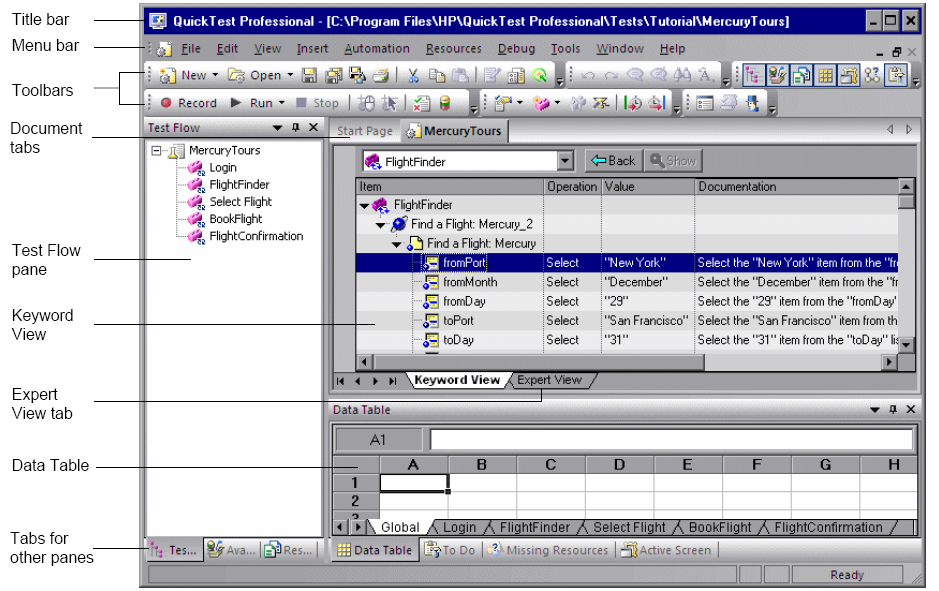 Title bar
QuickTest Professional - [C:\Program Files\HP\QuickTest Professional\Tests\Tutorial\MercuryTours]
Menu bar
File Edit View Insert Automation Resources Debug Tools Window Help
Toolbars
New Open
Record Run Stop
Document
tabs
Test Flow
Start Page MercuryTours
MercuryTours
Login
FlightFinder
Select Flight
BookFlight
FlightConfirmation
FlightFinder Back Show
Item Operation Value Documentation
FlightFinder
Find a Flight: Mercury_2
Find a Flight: Mercury
fromPort Select "New York" Select the "New York" item from the "fr
fromMonth Select "December" Select the "December" item from the "fr
fromDay Select "29" Select the "29" item from the "fromDay"
toPort Select "San Francisco" Select the "San Francisco" item from th
toDay Select "31" Select the "31" item from the "toDay" lis
Test Flow
pane
Keyword
View
Keyword View Expert View
Expert
View tab
Data Table
A1
A B C D E F G H
1
2
Data Table
Global Login FlightFinder Select Flight BookFlight FlightConfirmation
Tabs for
other panes
Tes... Ava... Res...
Data Table To Do Missing Resources Active Screen
Ready